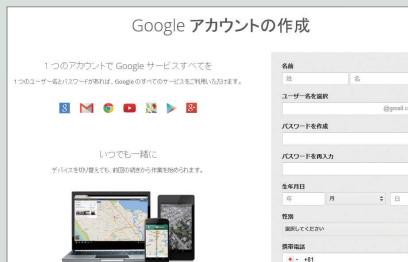 Google アカウントの作成
1 つのアカウントで Google サービスすべてを
1 つのユーザー名とパスワードがあれば、Google のすべてのサービスをご利用いただけます。
いつでも一緒に
デバイスを切り替えても、前回の続きから作業を始められます。
名前
姓 名
ユーザー名を選択
@gmail.c
パスワードを作成
パスワードを再入力
生年月日
年 月 日
性別
選択してください
携帯電話
+81